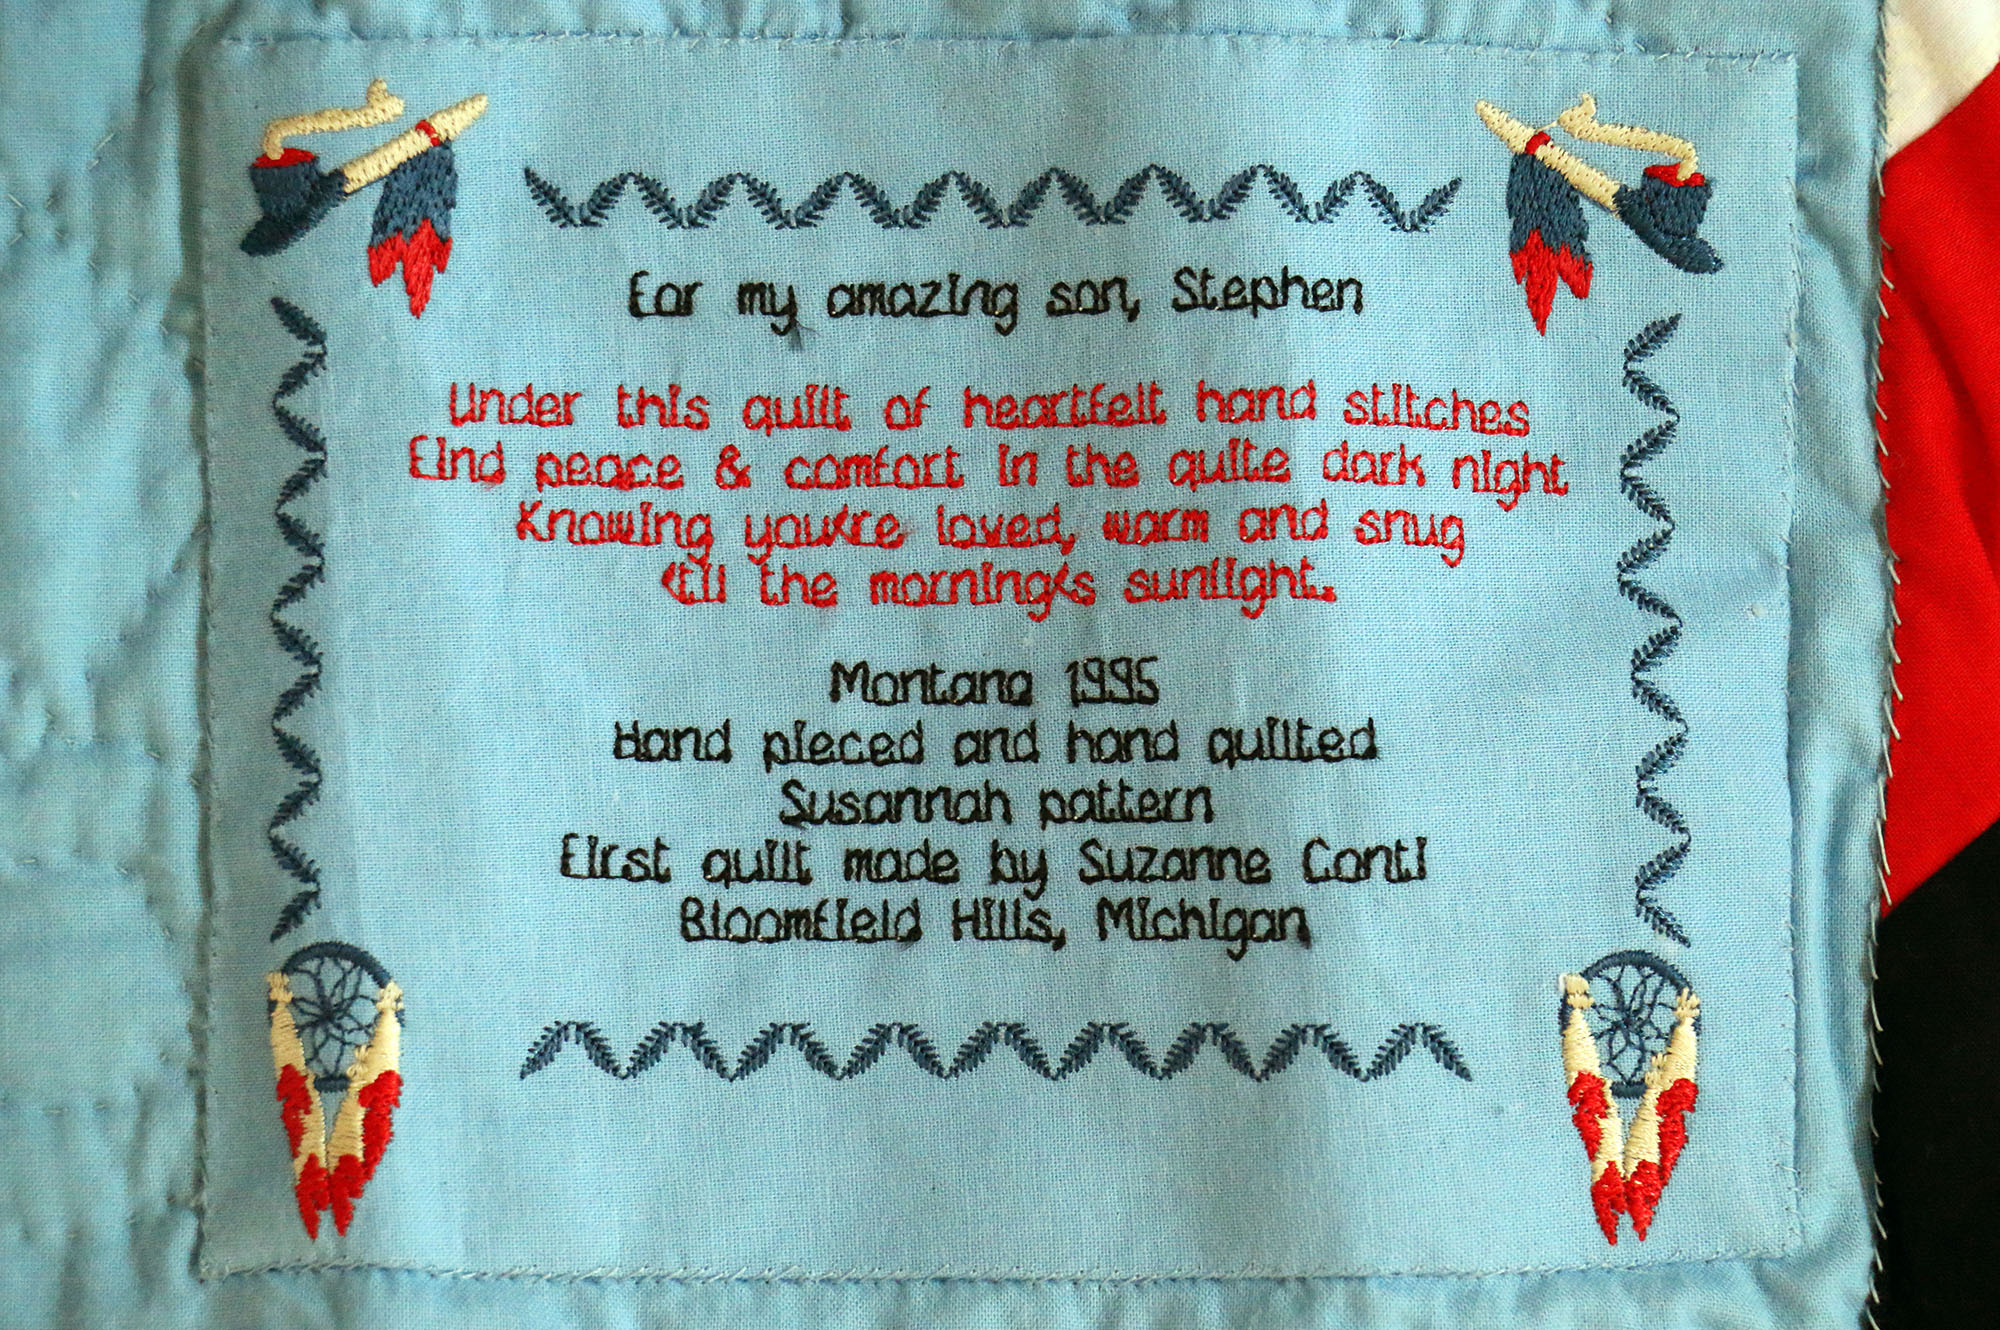 For my amazing son, Stephen
Under this quilt of heartfelt hand stitches
Find peace & comfort in the quite dark night
Knowing you're loved, warm and snug
'til the morning's sunlight.
Montana 1995
Hand pieced and hand quilted
Susannah pattern
First quilt made by Suzanne Conti
Bloomfield Hills, Michigan